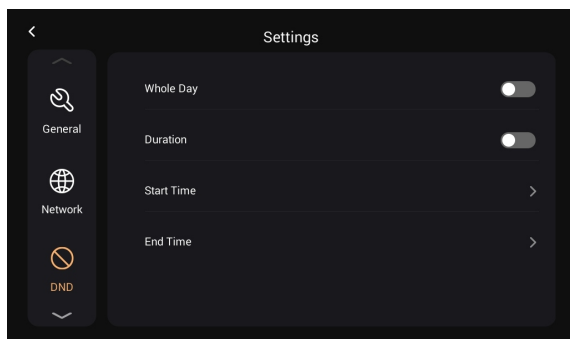 Settings
General
Network
DND
Whole Day
Duration
Start Time
End Time